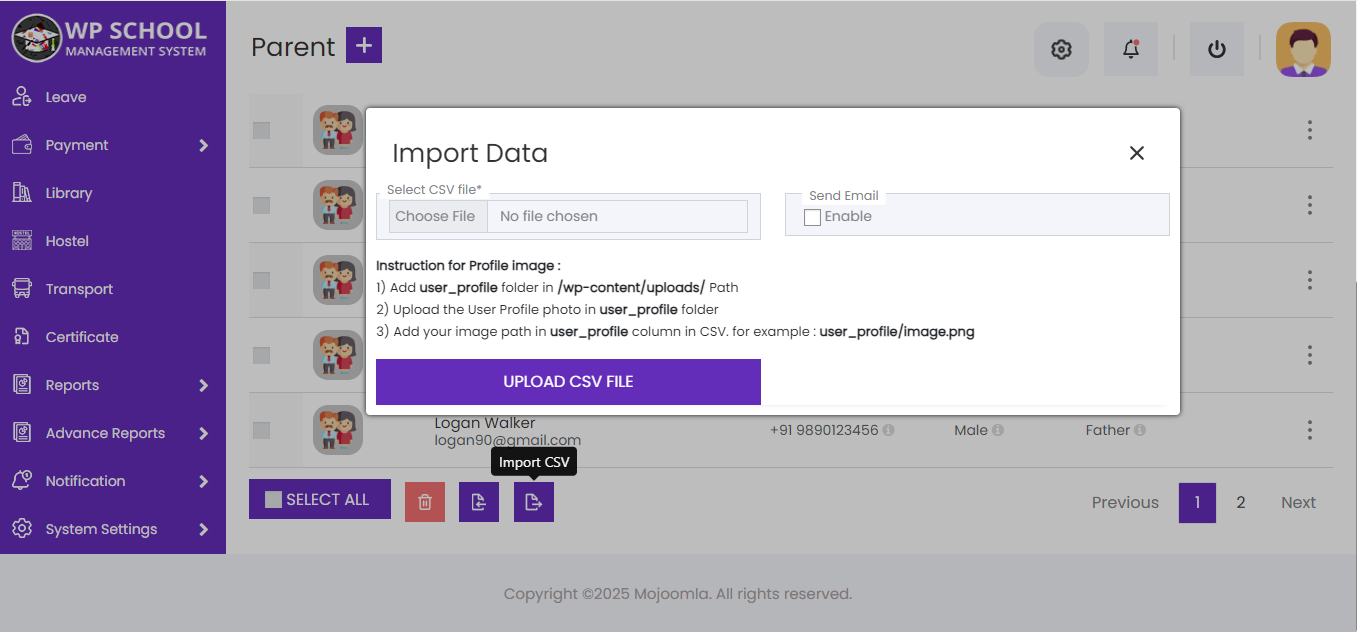 WP SCHOOL
MANAGEMENT SYSTEM
Leave
Payment
Library
Hostel
Transport
Certificate
Reports
Advance Reports
Notification
System Settings
Parent
Import Data
Select CSV file*
Choose File No file chosen
Send Email
Enable
Instruction for Profile image :
1) Add user_profile folder in /wp-content/uploads/ Path
2) Upload the User Profile photo in user_profile folder
3) Add your image path in user_profile column in CSV. for example : user_profile/image.png
UPLOAD CSV FILE
Logan Walker
logan90@gmail.com
+91 9890123456 Male Father
Import CSV
SELECT ALL
Previous 1 2 Next
Copyright ©2025 Mojoomla. All rights reserved.